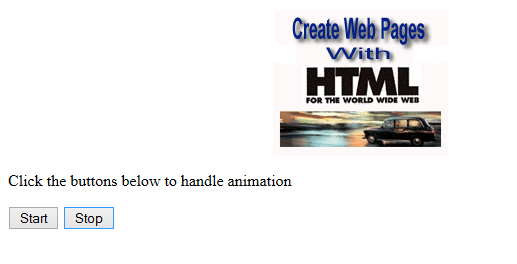 Create Web Pages
With
HTML
FOR THE WORLD WIDE WEB
Click the buttons below to handle animation
Start Stop